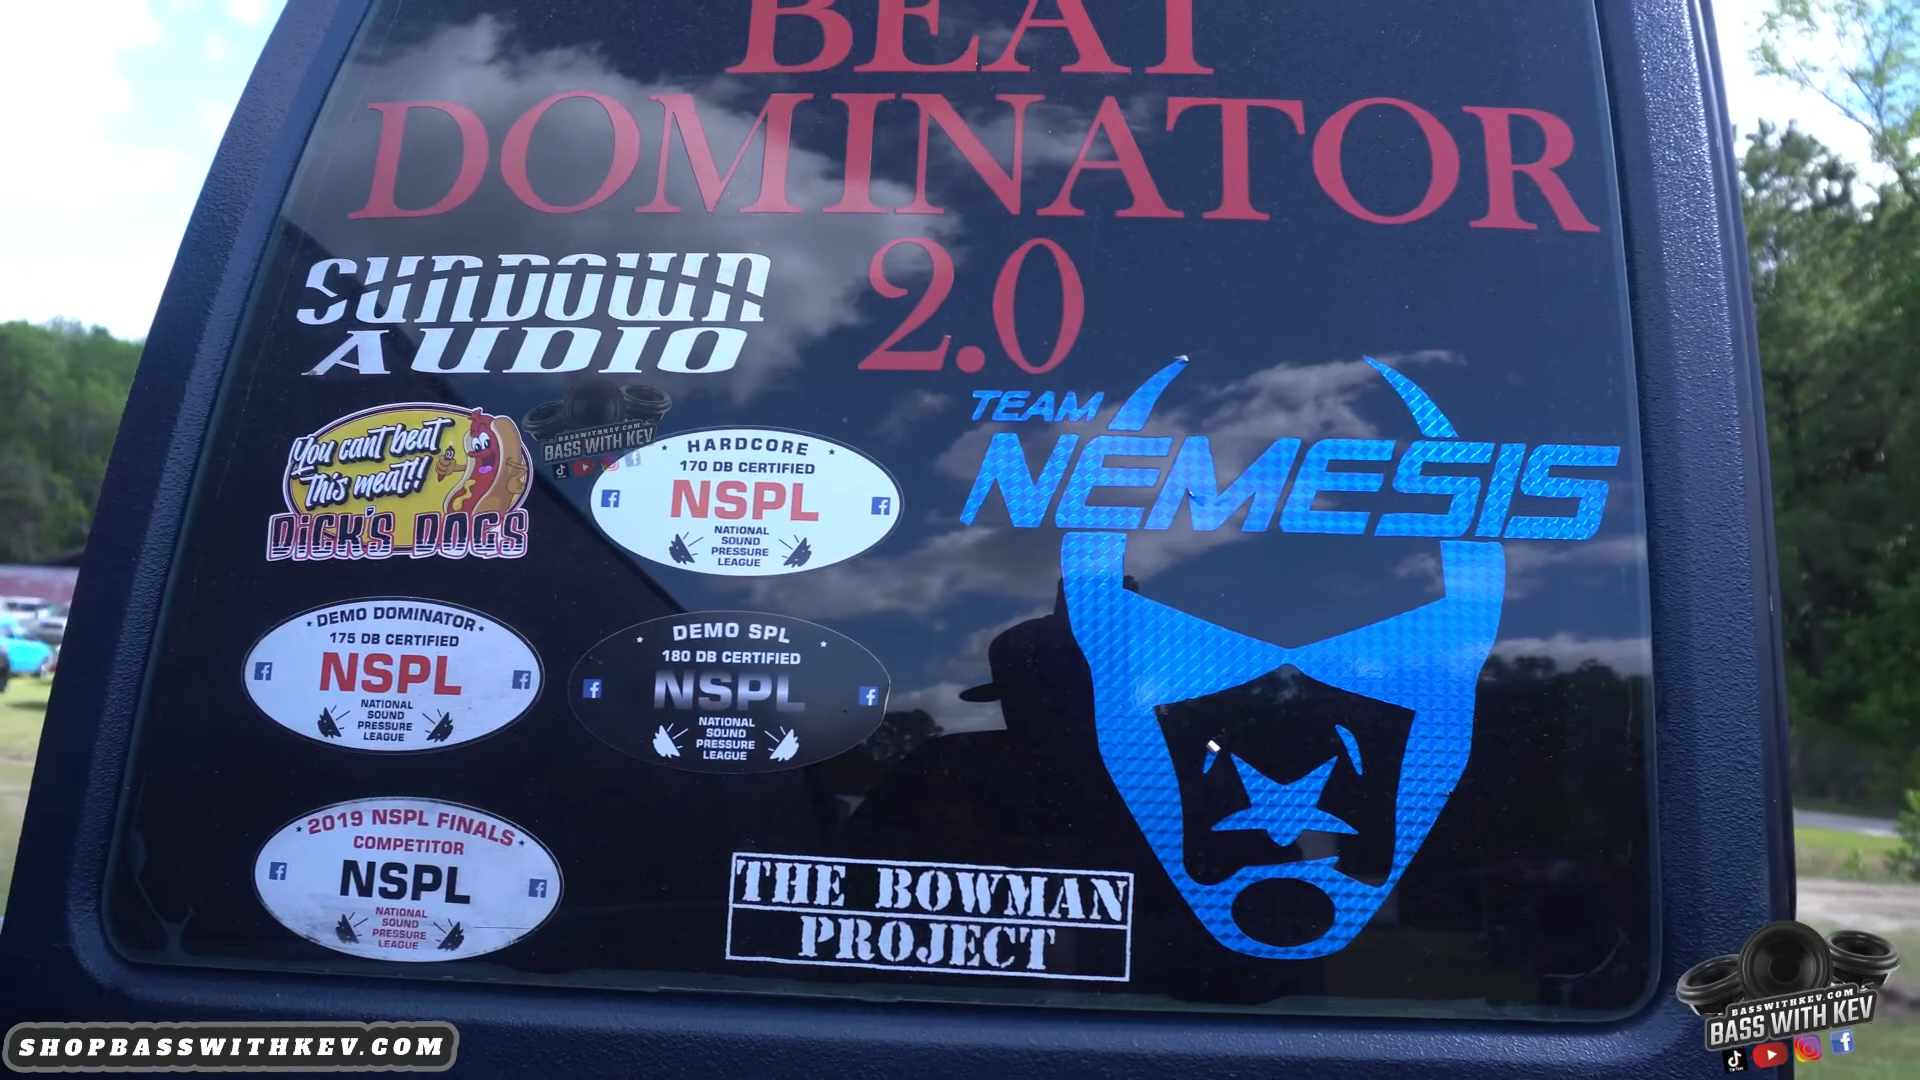 BEAT
DOMINATOR
2.0
SUNDOWN
AUDIO
You cant beat
This meat!!
DICK'S DOGS
BASSWITHKEV.COM
BASS WITH KEV
HARDCORE
170 DB CERTIFIED
NSPL
NATIONAL
SOUND
PRESSURE
LEAGUE
TEAM
NEMESIS
DEMO DOMINATOR
175 DB CERTIFIED
NSPL
NATIONAL
SOUND
PRESSURE
LEAGUE
DEMO SPL
180 DB CERTIFIED
NSPL
NATIONAL
SOUND
PRESSURE
LEAGUE
2019 NSPL FINALS
COMPETITOR
NSPL
NATIONAL
SOUND
PRESSURE
LEAGUE
THE BOWMAN
PROJECT
SHOPBASSWITHKEV.COM
BASSWITHKEV.COM
BASS WITH KEV